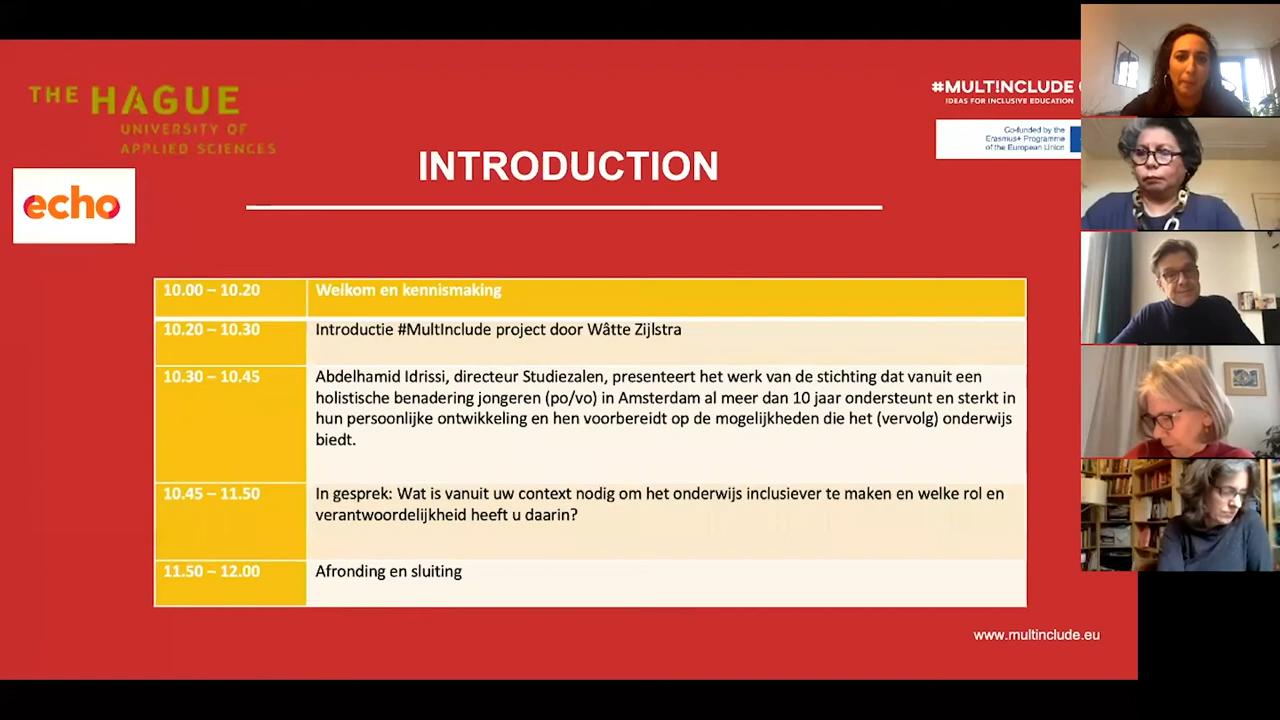 THE HAGUE
UNIVERSITY OF
APPLIED SCIENCES
#MULT!NCLUDE
IDEAS FOR INCLUSIVE EDUCATION
Co-funded by the
Erasmus+ Programme
of the European Union
echo
INTRODUCTION
10.00 – 10.20 Welkom en kennismaking
10.20 – 10.30 Introductie #MultInclude project door Wâtte Zijlstra
10.30 – 10.45 Abdelhamid Idrissi, directeur Studiezalen, presenteert het werk van de stichting dat vanuit een
holistische benadering jongeren (po/vo) in Amsterdam al meer dan 10 jaar ondersteunt en sterkt in
hun persoonlijke ontwikkeling en hen voorbereidt op de mogelijkheden die het (vervolg) onderwijs
biedt.
10.45 – 11.50 In gesprek: Wat is vanuit uw context nodig om het onderwijs inclusiever te maken en welke rol en
verantwoordelijkheid heeft u daarin?
11.50 – 12.00 Afronding en sluiting
www.multinclude.eu